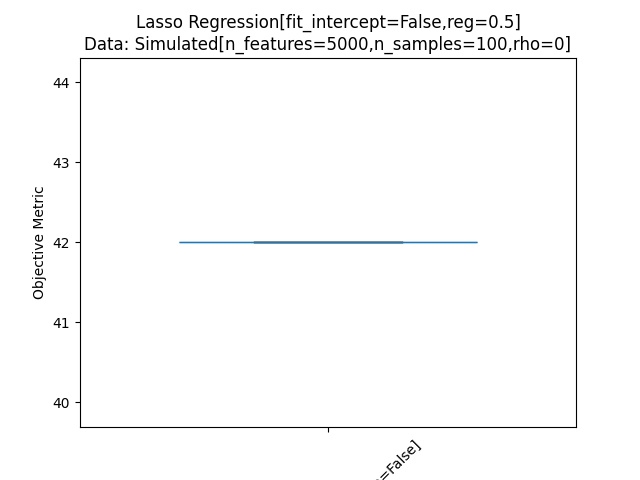 Lasso Regression[fit_intercept=False,reg=0.5]
Data: Simulated[n_features=5000,n_samples=100,rho=0]
44
43
42
41
40
Objective Metric
=False]